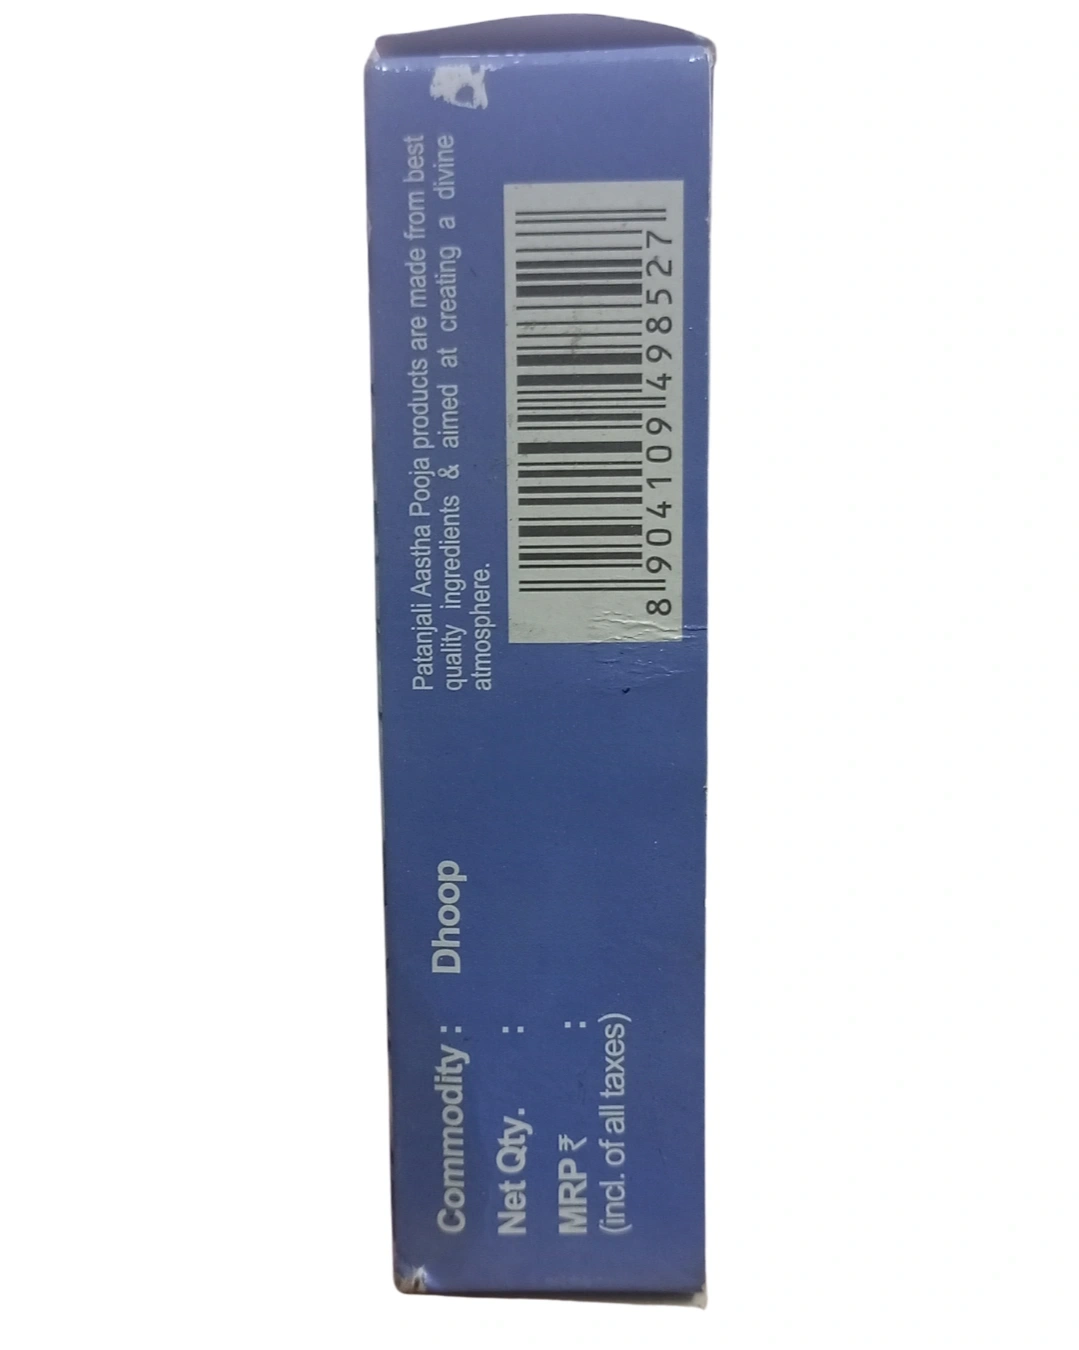 Patanjali Aastha Pooja products are made from best
quality ingredients & aimed at creating a divine
atmosphere.
8 904109 498527
Commodity : Dhoop
Net Qty. :
MRP ₹ :
(incl. of all taxes)